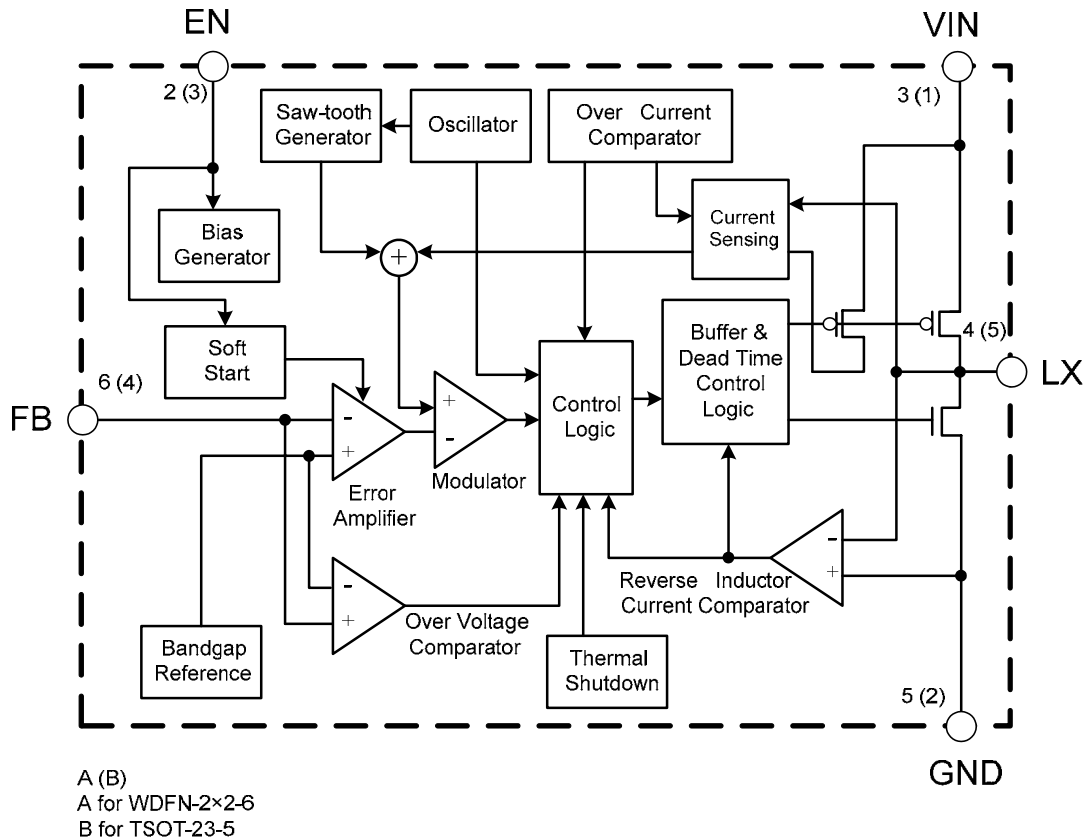 EN
VIN
2 (3)
3 (1)
Saw-tooth
Generator
Oscillator
Over Current
Comparator
Current
Sensing
Bias
Generator
+
Soft
Start
Buffer &
Dead Time
Control
Logic
4 (5)
LX
6 (4)
FB
-
+
Error
Amplifier
+
-
Modulator
Control
Logic
-
+
Reverse Inductor
Current Comparator
-
+
Over Voltage
Comparator
Bandgap
Reference
Thermal
Shutdown
5 (2)
GND
A (B)
A for WDFN-2×2-6
B for TSOT-23-5